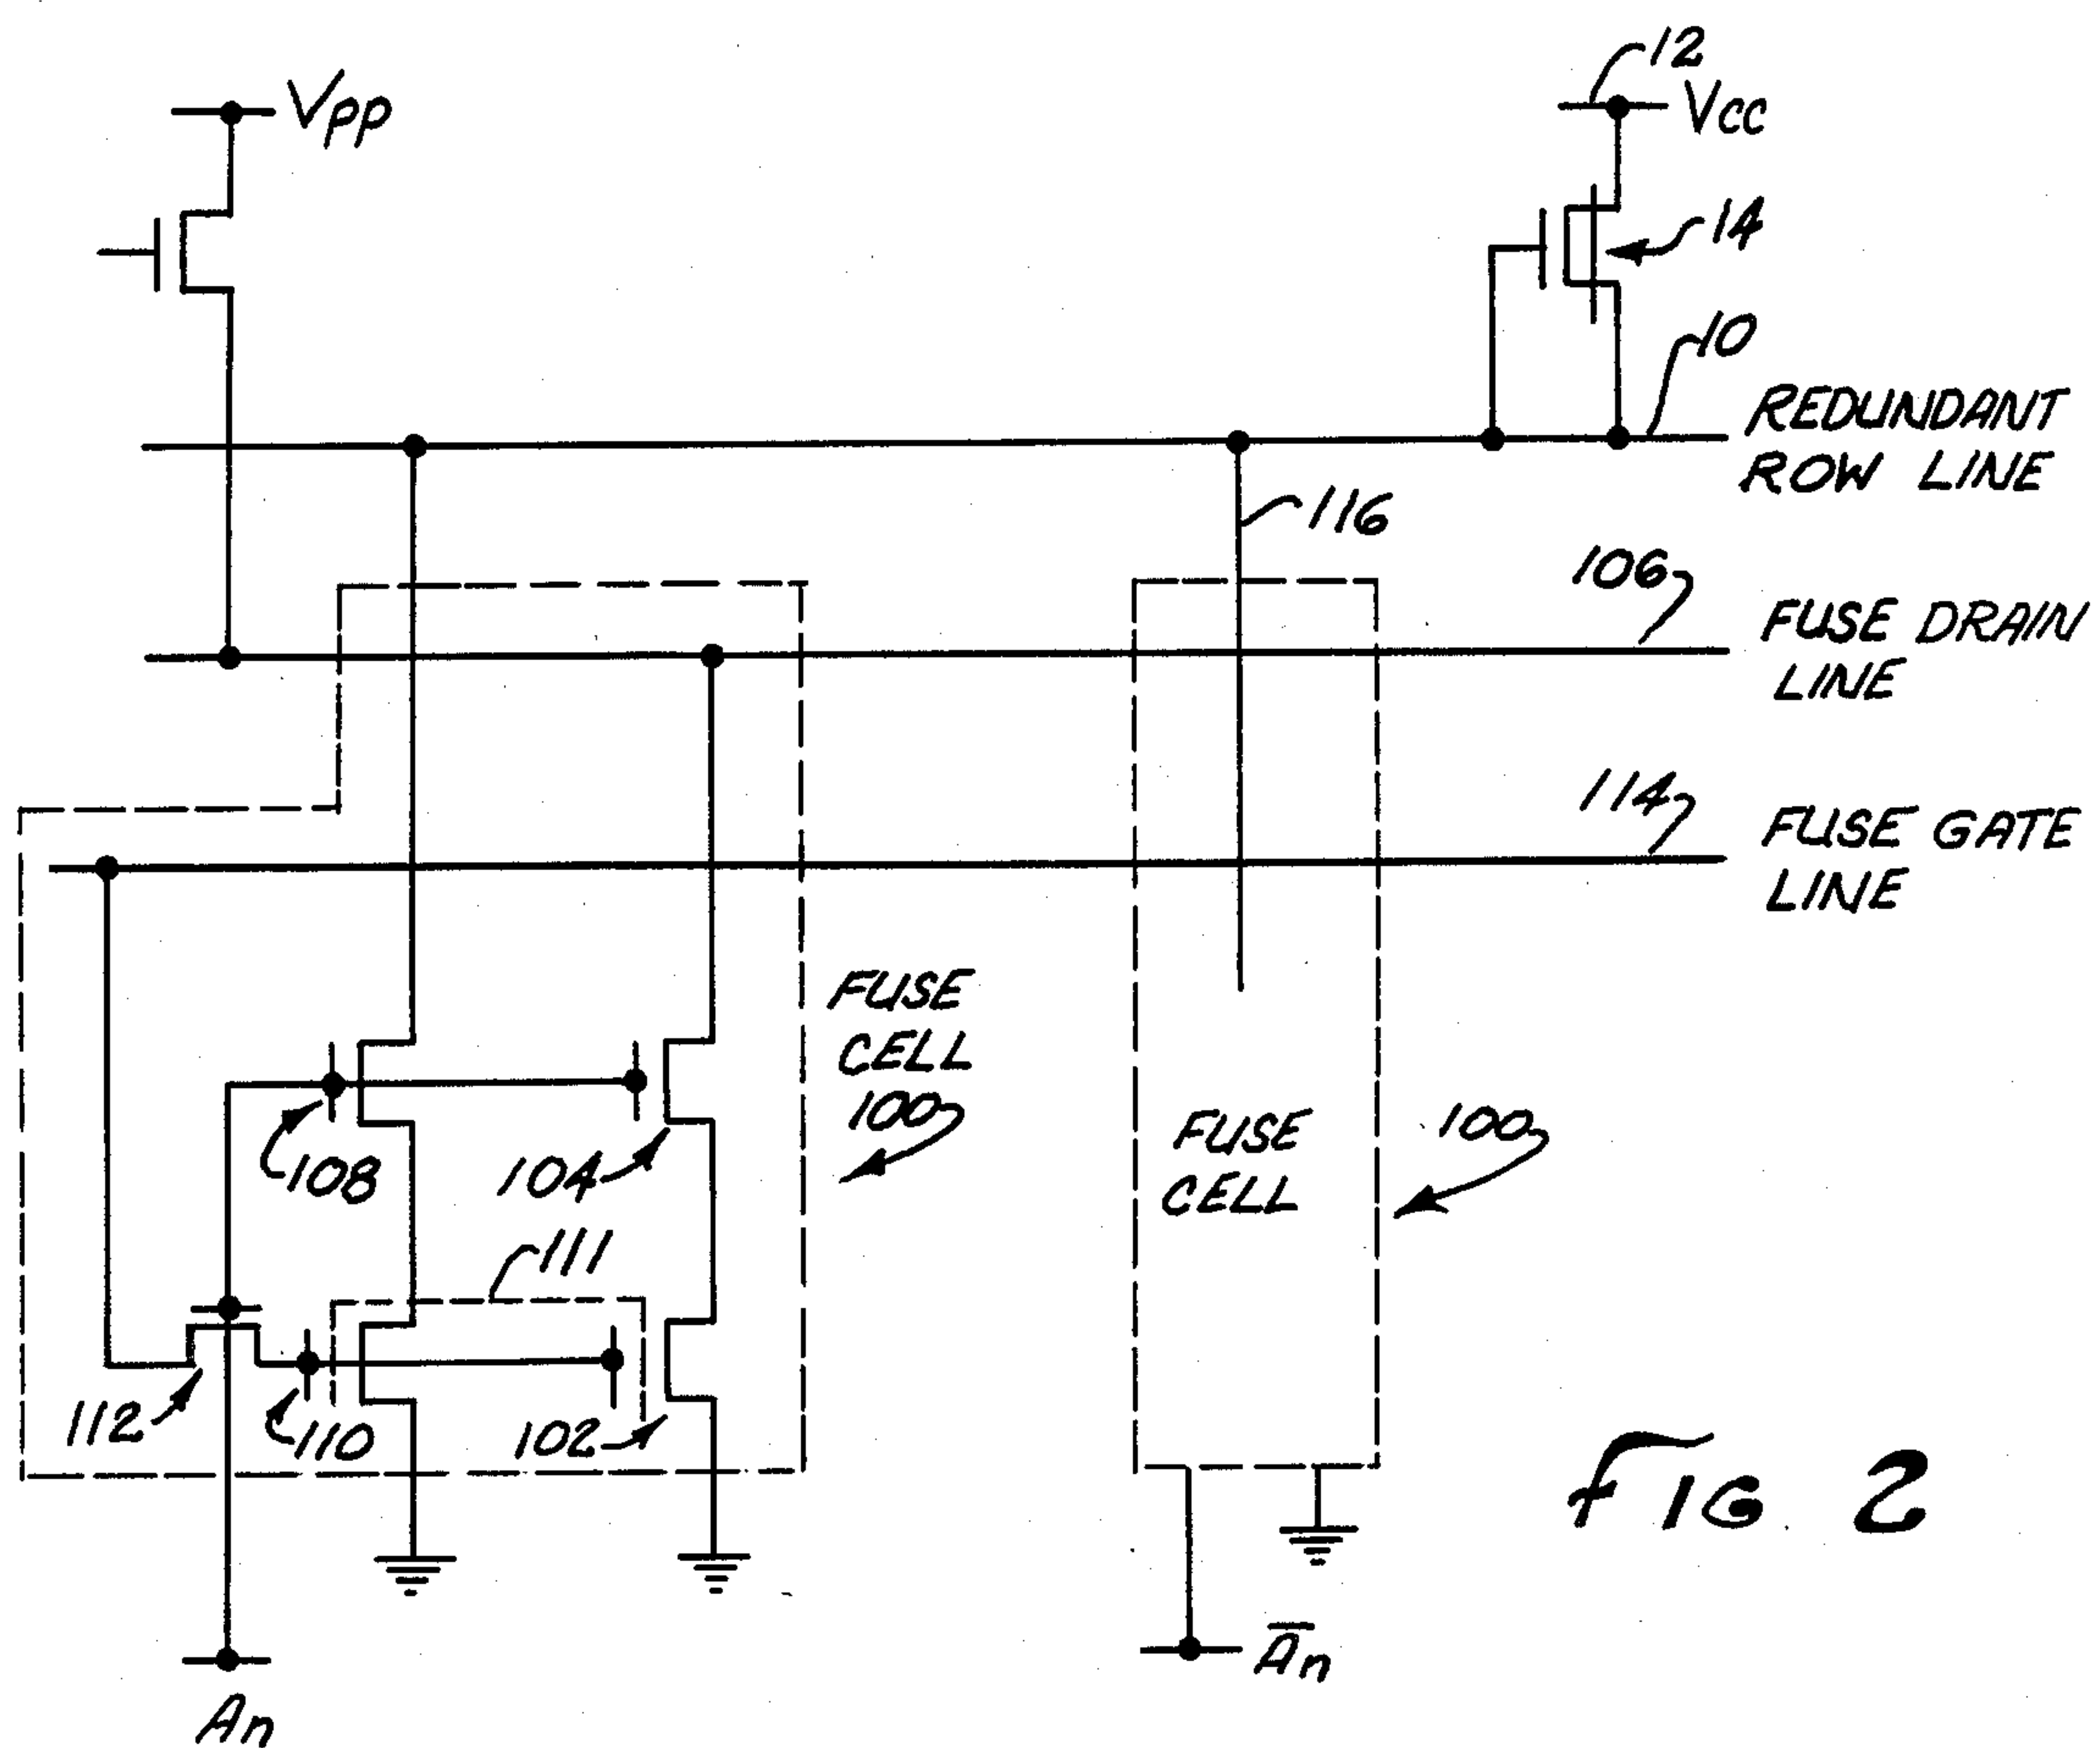 12
Vpp
Vcc
14
10
REDUNDANT
ROW LINE
116
106
FUSE DRAIN
LINE
114
FUSE GATE
LINE
FUSE
CELL
100
108
104
FUSE
CELL
100
111
112
110
102
FIG. 2
An
A̅n